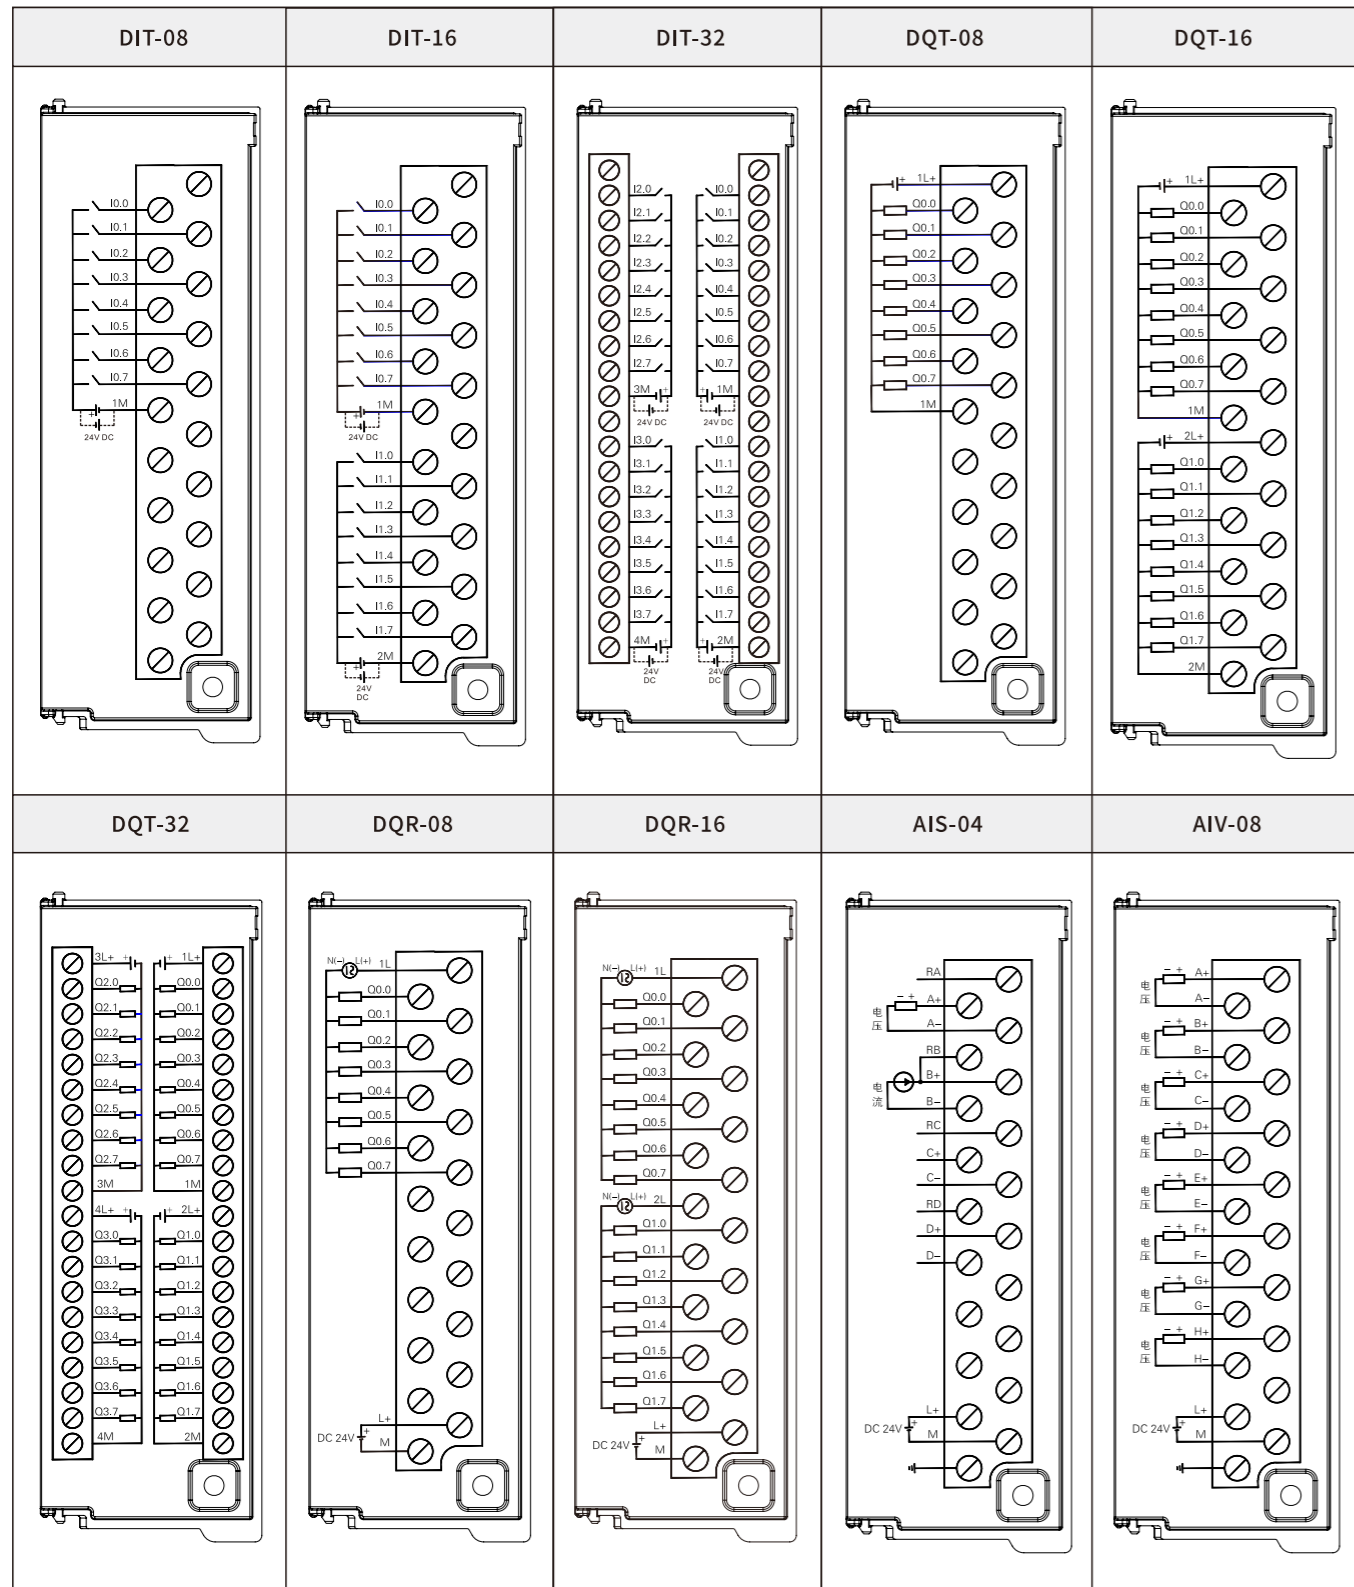 DIT-08
DIT-16
DIT-32
DQT-08
DQT-16
I0.0
I0.1
I0.2
I0.3
I0.4
I0.5
I0.6
I0.7
1M
+
24V DC
I0.0
I0.1
I0.2
I0.3
I0.4
I0.5
I0.6
I0.7
1M
+
24V DC
I1.0
I1.1
I1.2
I1.3
I1.4
I1.5
I1.6
I1.7
2M
+
24V
DC
I2.0
I2.1
I2.2
I2.3
I2.4
I2.5
I2.6
I2.7
3M
+
24V DC
I3.0
I3.1
I3.2
I3.3
I3.4
I3.5
I3.6
I3.7
4M
+
24V
DC
I0.0
I0.1
I0.2
I0.3
I0.4
I0.5
I0.6
I0.7
+
1M
24V DC
I1.0
I1.1
I1.2
I1.3
I1.4
I1.5
I1.6
I1.7
+
2M
24V
DC
+ 1L+
Q0.0
Q0.1
Q0.2
Q0.3
Q0.4
Q0.5
Q0.6
Q0.7
1M
+ 1L+
Q0.0
Q0.1
Q0.2
Q0.3
Q0.4
Q0.5
Q0.6
Q0.7
1M
+ 2L+
Q1.0
Q1.1
Q1.2
Q1.3
Q1.4
Q1.5
Q1.6
Q1.7
2M
DQT-32
DQR-08
DQR-16
AIS-04
AIV-08
3L+ +
Q2.0
Q2.1
Q2.2
Q2.3
Q2.4
Q2.5
Q2.6
Q2.7
3M
4L+ +
Q3.0
Q3.1
Q3.2
Q3.3
Q3.4
Q3.5
Q3.6
Q3.7
4M
+ 1L+
Q0.0
Q0.1
Q0.2
Q0.3
Q0.4
Q0.5
Q0.6
Q0.7
1M
+ 2L+
Q1.0
Q1.1
Q1.2
Q1.3
Q1.4
Q1.5
Q1.6
Q1.7
2M
N(−) L(+) 1L
Q0.0
Q0.1
Q0.2
Q0.3
Q0.4
Q0.5
Q0.6
Q0.7
L+
DC 24V +
M
N(−) L(+) 1L
Q0.0
Q0.1
Q0.2
Q0.3
Q0.4
Q0.5
Q0.6
Q0.7
N(−) L(+) 2L
Q1.0
Q1.1
Q1.2
Q1.3
Q1.4
Q1.5
Q1.6
Q1.7
L+
DC 24V +
M
RA
− + A+
电压
A−
RB
B+
电流
B−
RC
C+
C−
RD
D+
D−
L+
DC 24V +
M
− + A+
电压
A−
− + B+
电压
B−
− + C+
电压
C−
− + D+
电压
D−
− + E+
电压
E−
− + F+
电压
F−
− + G+
电压
G−
− + H+
电压
H−
L+
DC 24V +
M